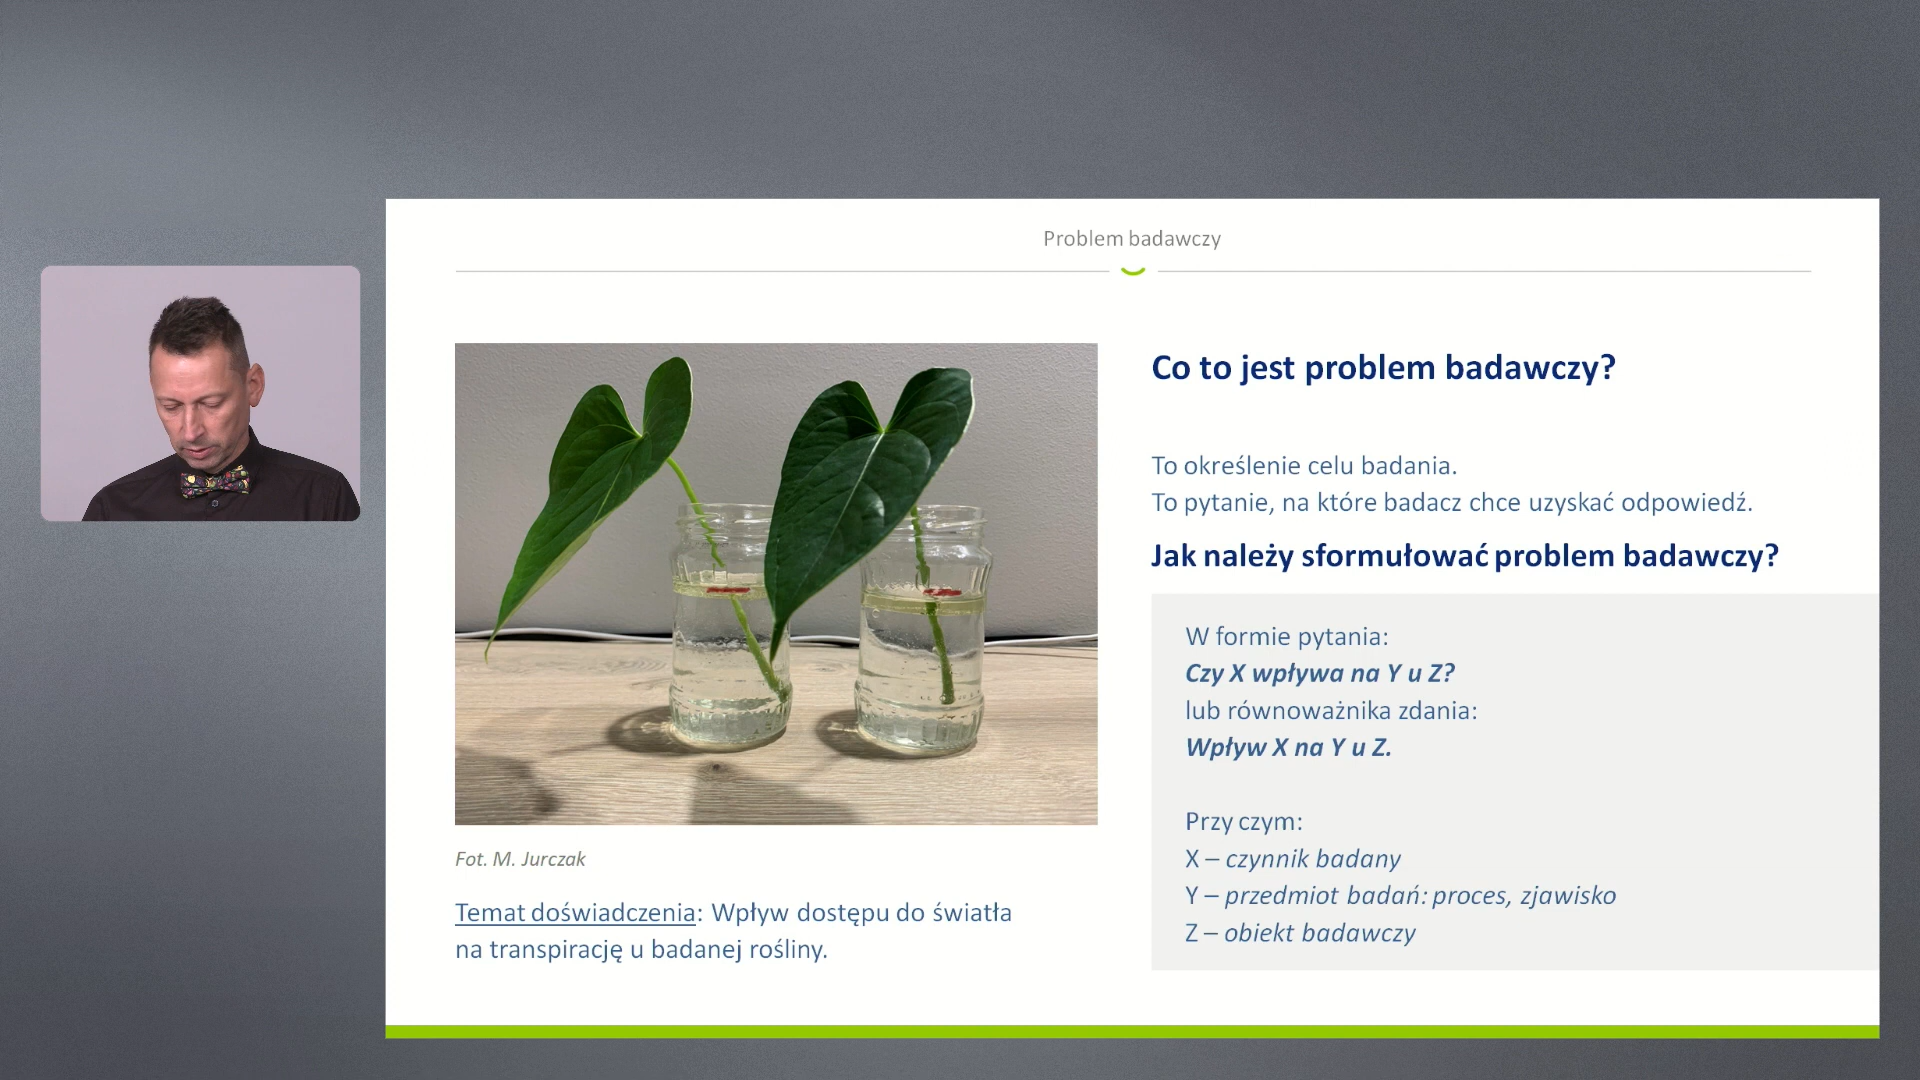 Problem badawczy
Co to jest problem badawczy?
To określenie celu badania.
To pytanie, na które badacz chce uzyskać odpowiedź.
Jak należy sformułować problem badawczy?
W formie pytania:
Czy X wpływa na Y u Z?
lub równoważnika zdania:
Wpływ X na Y u Z.
Przy czym:
X – czynnik badany
Y – przedmiot badań: proces, zjawisko
Z – obiekt badawczy
Fot. M. Jurczak
Temat doświadczenia: Wpływ dostępu do światła
na transpirację u badanej rośliny.